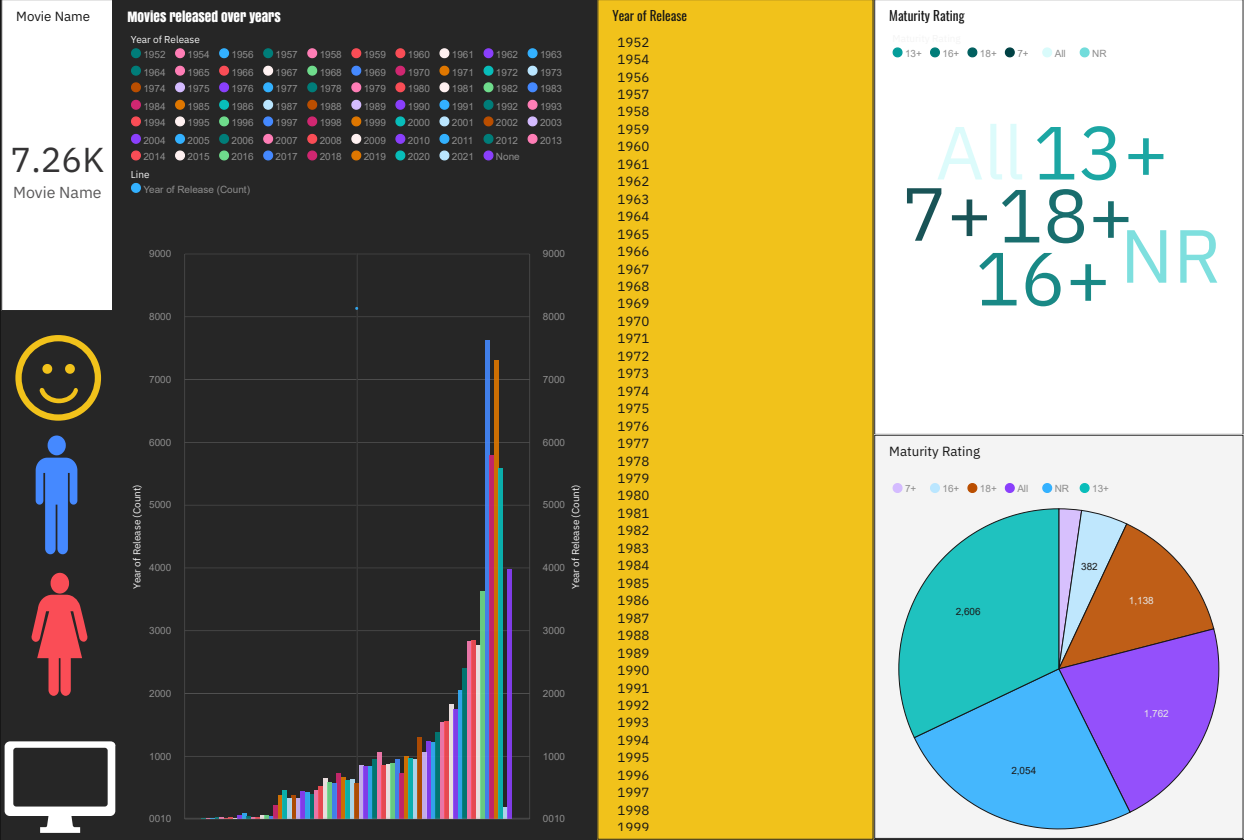 Movie Name
7.26K
Movie Name
Movies released over years
Year of Release
1952 1954 1956 1957 1958 1959 1960 1961 1962 1963
1964 1965 1966 1967 1968 1969 1970 1971 1972 1973
1974 1975 1976 1977 1978 1979 1980 1981 1982 1983
1984 1985 1986 1987 1988 1989 1990 1991 1992 1993
1994 1995 1996 1997 1998 1999 2000 2001 2002 2003
2004 2005 2006 2007 2008 2009 2010 2011 2012 2013
2014 2015 2016 2017 2018 2019 2020 2021 None
Line
Year of Release (Count)
9000 9000
8000 8000
7000 7000
6000 6000
5000 5000
4000 4000
3000 3000
2000 2000
1000 1000
0010 0010
Year of Release (Count)
Year of Release (Count)
Year of Release
1952
1954
1956
1957
1958
1959
1960
1961
1962
1963
1964
1965
1966
1967
1968
1969
1970
1971
1972
1973
1974
1975
1976
1977
1978
1979
1980
1981
1982
1983
1984
1985
1986
1987
1988
1989
1990
1991
1992
1993
1994
1995
1996
1997
1998
1999
Maturity Rating
Maturity Rating
13+ 16+ 18+ 7+ All NR
All 13+
7+ 18+
NR
16+
Maturity Rating
7+ 16+ 18+ All NR 13+
382
1,138
2,606
1,762
2,054